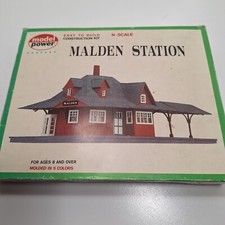 model
power
EASY TO BUILD
CONSTRUCTION KIT
N-SCALE
MALDEN STATION
MALDEN
FOR AGES 8 AND OVER
MOLDED IN 5 COLORS